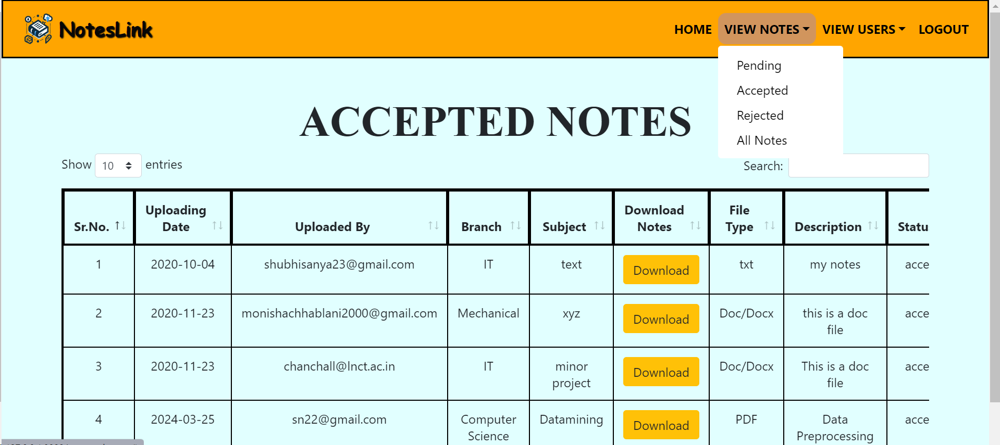 NotesLink
HOME VIEW NOTES VIEW USERS LOGOUT
Pending
Accepted
Rejected
All Notes
ACCEPTED NOTES
Show 10 entries
Search:
Sr.No. Uploading Date Uploaded By Branch Subject Download Notes File Type Description Statu
1 2020-10-04 shubhisanya23@gmail.com IT text Download txt my notes acce
2 2020-11-23 monishachhablani2000@gmail.com Mechanical xyz Download Doc/Docx this is a doc file acce
3 2020-11-23 chanchall@lnct.ac.in IT minor project Download Doc/Docx This is a doc file acce
4 2024-03-25 sn22@gmail.com Computer Science Datamining Download PDF Data Preprocessing acce